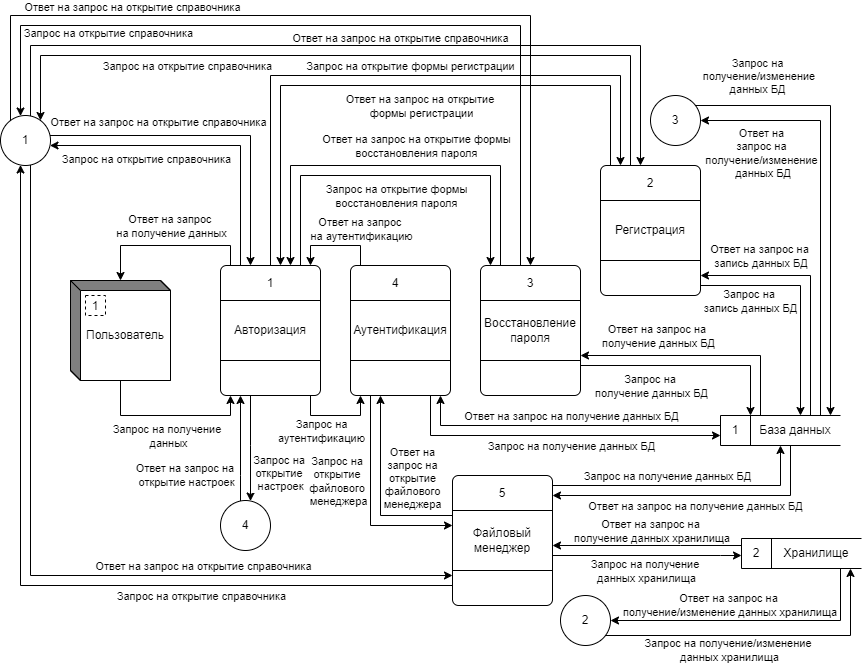 Ответ на запрос на открытие справочника
Запрос на открытие справочника
Ответ на запрос на открытие справочника
Запрос на открытие справочника
Запрос на открытие формы регистрации
Запрос на
получение/изменение
данных БД
Ответ на запрос на открытие
формы регистрации
3
Ответ на запрос на открытие справочника
1
Запрос на открытие справочника
Ответ на запрос на открытие формы
восстановления пароля
Ответ на
запрос на
получение/изменение
данных БД
Запрос на открытие формы
восстановления пароля
2
Регистрация
Ответ на запрос
на получение данных
Ответ на запрос
на аутентификацию
Ответ на запрос на
запись данных БД
Запрос на
запись данных БД
1
Пользователь
1
Авторизация
4
Аутентификация
3
Восстановление
пароля
Ответ на запрос на
получение данных БД
Запрос на
получение данных БД
Запрос на получение
данных
Запрос на
аутентификацию
Ответ на запрос на получение данных БД
Запрос на получение данных БД
1
База данных
Ответ на запрос на
открытие настроек
Запрос на
открытие
настроек
Запрос на
открытие
файлового
менеджера
Ответ на
запрос на
открытие
файлового
менеджера
4
5
Файловый
менеджер
Запрос на получение данных БД
Ответ на запрос на получение данных БД
Ответ на запрос на
получение данных хранилища
2
Хранилище
Запрос на получение
данных хранилища
Ответ на запрос на открытие справочника
Запрос на открытие справочника
2
Ответ на запрос на
получение/изменение данных хранилища
Запрос на получение/изменение
данных хранилища